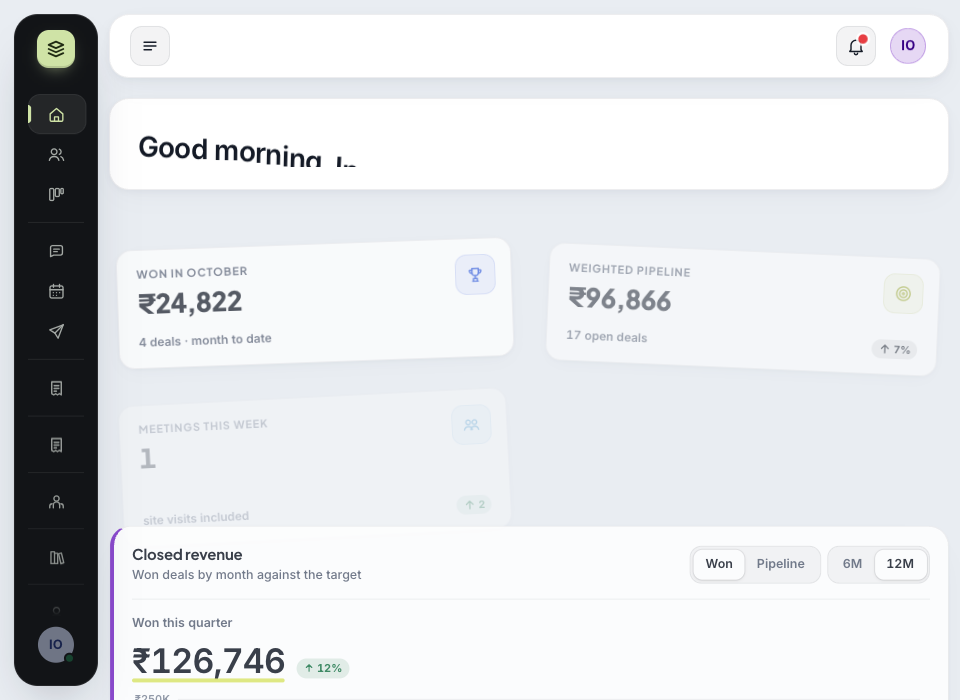 IO
Good morning,
WON IN OCTOBER
₹24,822
4 deals · month to date
WEIGHTED PIPELINE
₹96,866
17 open deals
↑ 7%
MEETINGS THIS WEEK
1
site visits included
↑ 2
Closed revenue
Won deals by month against the target
Won
Pipeline
6M
12M
Won this quarter
₹126,746
↑ 12%
₹250K
IO